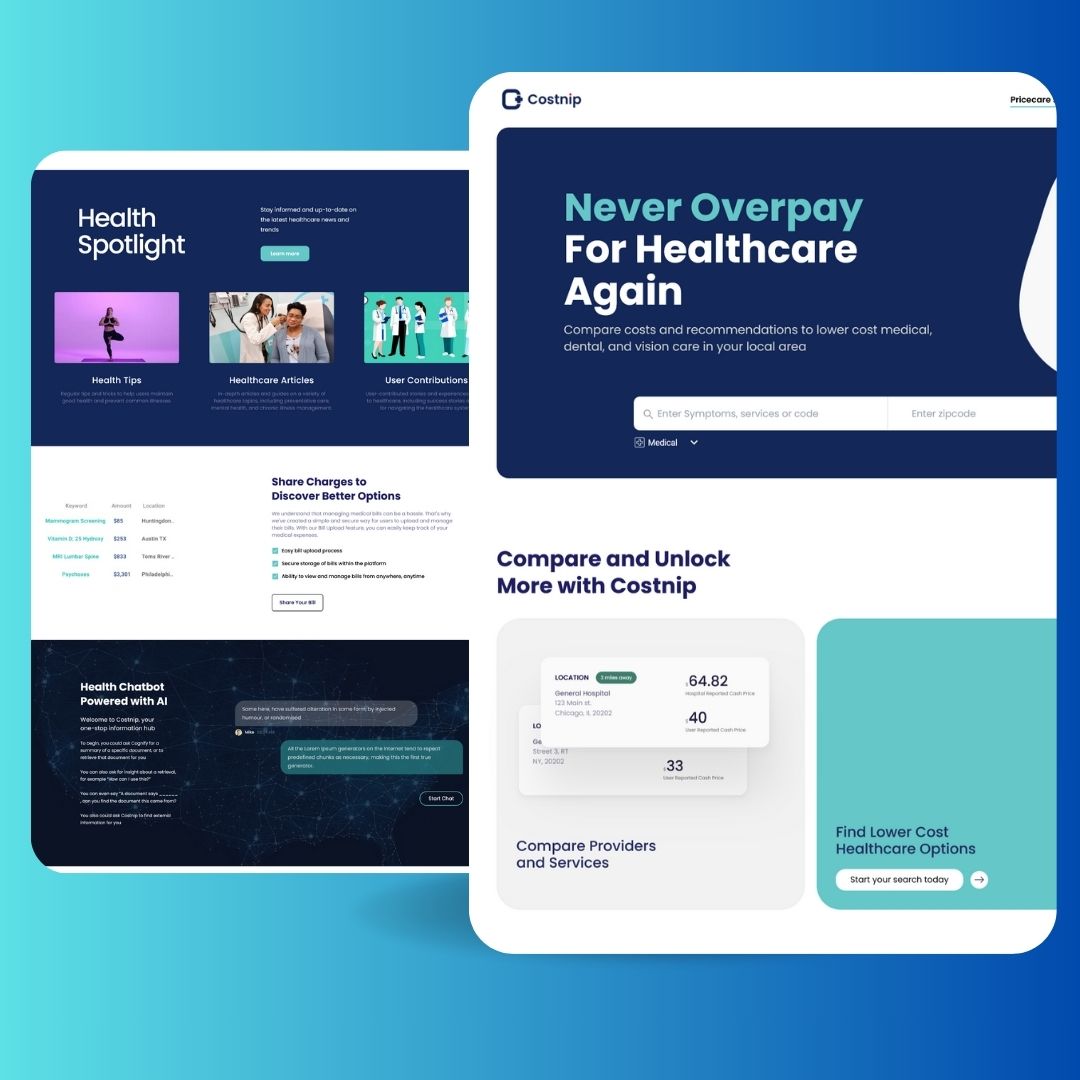 Costnip
Pricecare
Never Overpay
For Healthcare
Again
Compare costs and recommendations to lower cost medical,
dental, and vision care in your local area
Enter Symptoms, services or code
Enter zipcode
Medical
Compare and Unlock
More with Costnip
LOCATION
3 miles away
General Hospital
123 Main st.
Chicago, IL 20202
$64.82
Hospital Reported Cash Price
$40
User Reported Cash Price
LO
Ge
Street 3, RT
NY, 20202
$33
User Reported Cash Price
Compare Providers
and Services
Find Lower Cost
Healthcare Options
Start your search today
Health
Spotlight
Stay informed and up-to-date on
the latest healthcare news and
trends
Learn more
Health Tips
Regular tips and tricks to help users maintain
good health and prevent common illnesses.
Healthcare Articles
In-depth articles and guides on a variety of
healthcare topics, including preventative care,
mental health, and chronic illness management.
User Contributions
User-contributed stories and experiences
to healthcare, including success stories a
for navigating the healthcare syste
Keyword Amount Location
Mammogram Screening $85 Huntingdon..
Vitamin D; 25 Hydroxy $253 Austin TX
MRI Lumbar Spine $833 Toms River ..
Psychoses $3,301 Philadelphi..
Share Charges to
Discover Better Options
We understand that managing medical bills can be a hassle. That's why
we've created a simple and secure way for users to upload and manage
their bills. With our Bill Upload feature, you can easily keep track of your
medical expenses.
Easy bill upload process
Secure storage of bills within the platform
Ability to view and manage bills from anywhere, anytime
Share Your Bill
Health Chatbot
Powered with AI
Welcome to Costnip, your
one-stop information hub
To begin, you could ask Cognify for a
summary of a specific document, or to
retrieve that document for you
You can also ask for insight about a retrieval,
for example "How can I use this?"
You can even say "A document says ______
, can you find the document this came from?
You also could ask Costnip to find external
information for you
Some here, have suffered alteration in some form, by injected
humour, or randomised
Mike
All the Lorem Ipsum generators on the Internet tend to repeat
predefined chunks as necessary, making this the first true
generator.
Start Chat